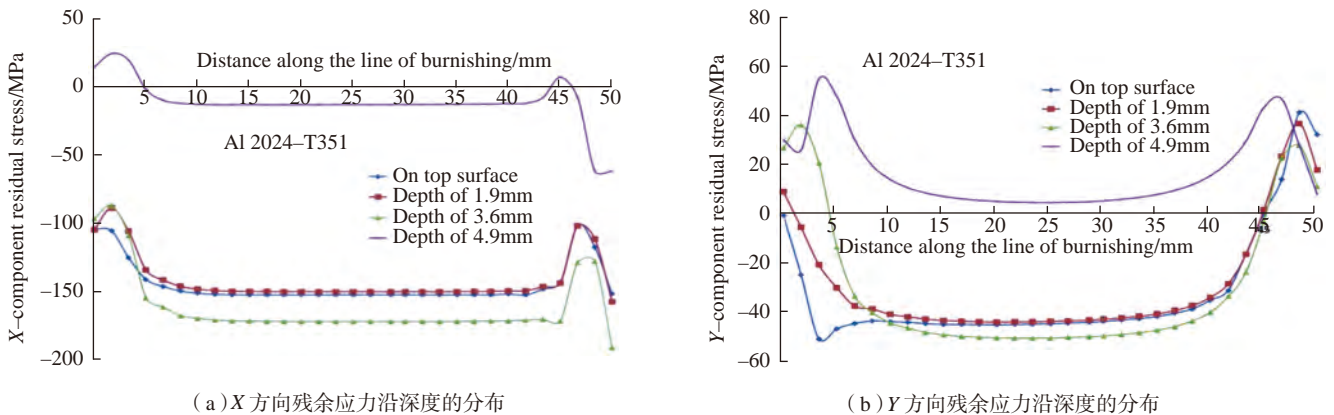 50
0
–50
–100
–150
–200
X–component residual stress/MPa
Distance along the line of burnishing/mm
5 10 15 20 25 30 35 40 45 50
Al 2024–T351
On top surface
Depth of 1.9mm
Depth of 3.6mm
Depth of 4.9mm
(a)X 方向残余应力沿深度的分布
80
60
40
20
0
–20
–40
–60
Y–component residual stress/MPa
Al 2024–T351
On top surface
Depth of 1.9mm
Depth of 3.6mm
Depth of 4.9mm
5 10 15 20 25 30 35 40 45 50
Distance along the line of burnishing/mm
(b)Y 方向残余应力沿深度的分布